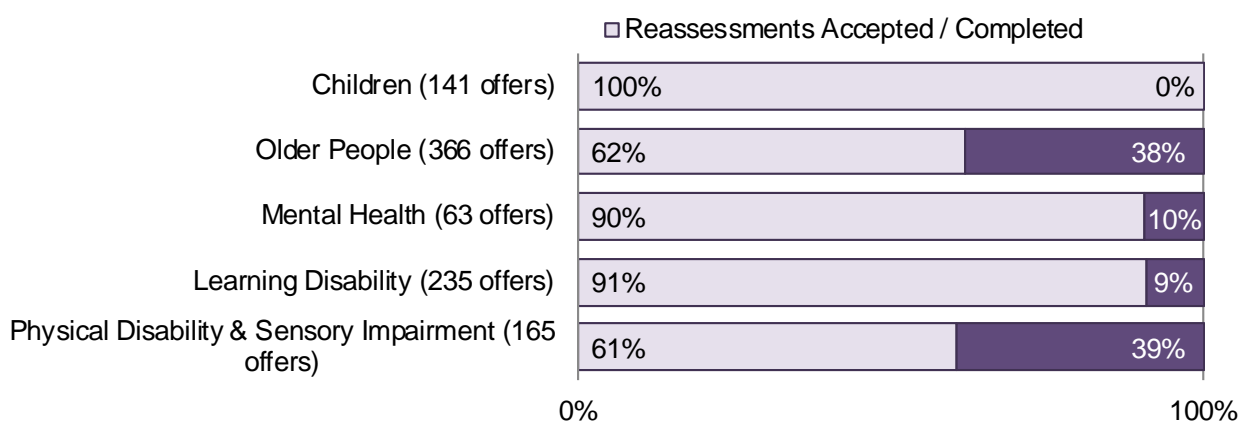 Reassessments Accepted / Completed
Children (141 offers) 100% 0%
Older People (366 offers) 62% 38%
Mental Health (63 offers) 90% 10%
Learning Disability (235 offers) 91% 9%
Physical Disability & Sensory Impairment (165
offers) 61% 39%
0% 100%